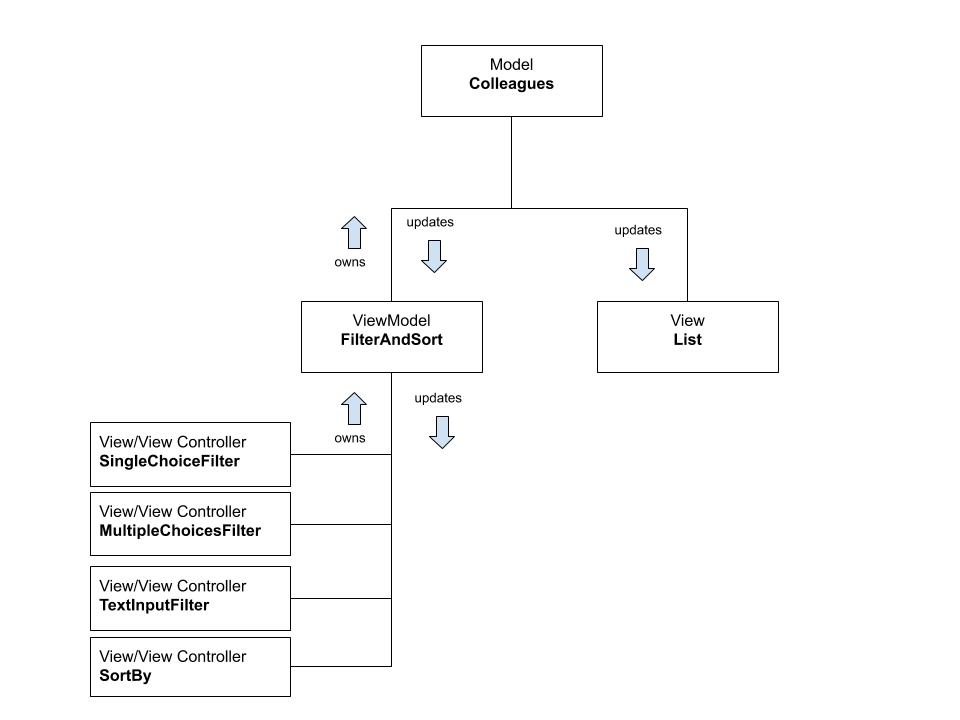 Model
Colleagues
updates
updates
owns
ViewModel
FilterAndSort
View
List
updates
owns
View/View Controller
SingleChoiceFilter
View/View Controller
MultipleChoicesFilter
View/View Controller
TextInputFilter
View/View Controller
SortBy